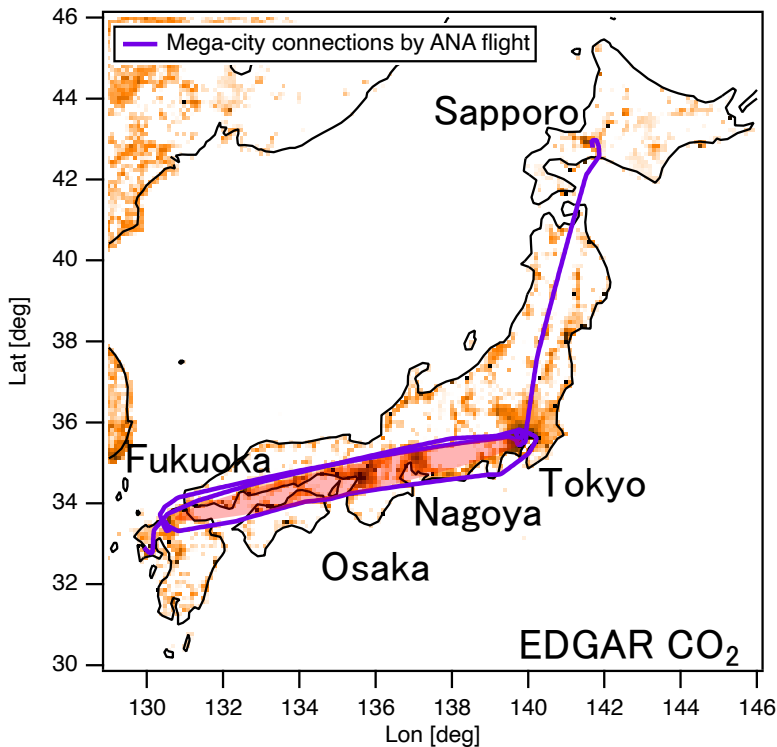 Mega-city connections by ANA flight
46
44
42
40
38
36
34
32
30
Lat [deg]
Sapporo
Fukuoka
Tokyo
Nagoya
Osaka
EDGAR CO₂
130
132
134
136
138
140
142
144
146
Lon [deg]